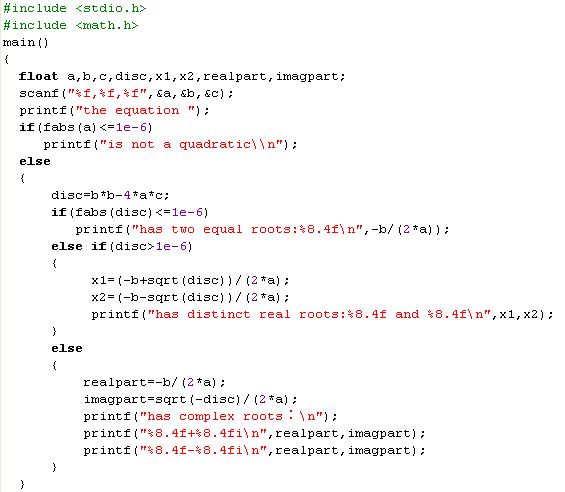 #include <stdio.h>
#include <math.h>
main()
{
  float a,b,c,disc,x1,x2,realpart,imagpart;
  scanf("%f,%f,%f",&a,&b,&c);
  printf("the equation ");
  if(fabs(a)<=1e-6)
     printf("is not a quadratic\\n");
  else
  {
      disc=b*b-4*a*c;
      if(fabs(disc)<=1e-6)
         printf("has two equal roots:%8.4f\n",-b/(2*a));
      else if(disc>1e-6)
      {
           x1=(-b+sqrt(disc))/(2*a);
           x2=(-b-sqrt(disc))/(2*a);
           printf("has distinct real roots:%8.4f and %8.4f\n",x1,x2);
      }
      else
      {
          realpart=-b/(2*a);
          imagpart=sqrt(-disc)/(2*a);
          printf("has complex roots：\n");
          printf("%8.4f+%8.4fi\n",realpart,imagpart);
          printf("%8.4f-%8.4fi\n",realpart,imagpart);
      }
  }